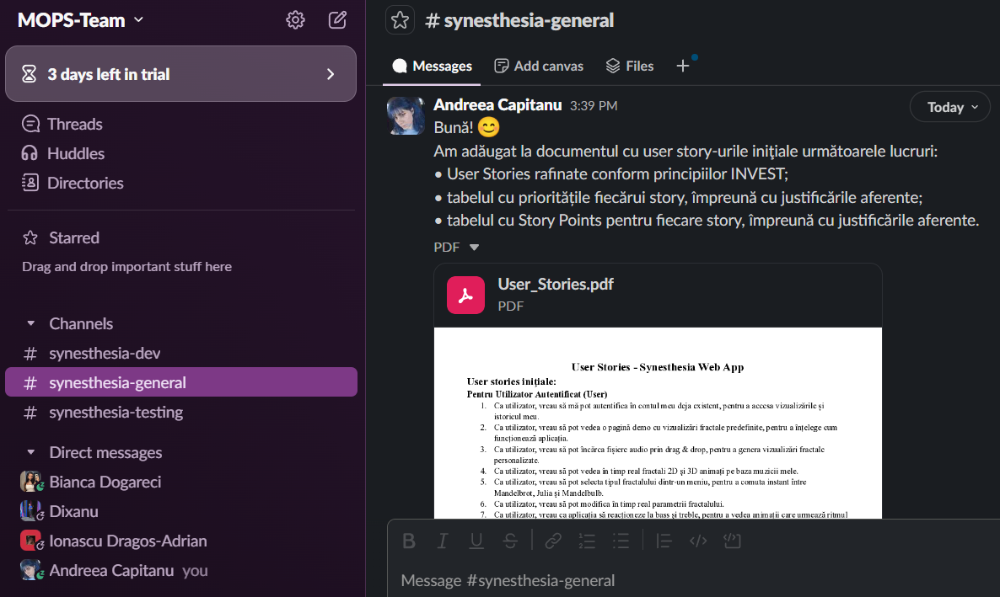 MOPS-Team
3 days left in trial
Threads
Huddles
Directories
Starred
Drag and drop important stuff here
Channels
# synesthesia-dev
# synesthesia-general
# synesthesia-testing
Direct messages
Bianca Dogareci
Dixanu
Ionascu Dragos-Adrian
Andreea Capitanu you
# synesthesia-general
Messages
Add canvas
Files
Today
Andreea Capitanu 3:39 PM
Bună! 😊
Am adăugat la documentul cu user story-urile iniţiale următoarele lucruri:
• User Stories rafinate conform principiilor INVEST;
• tabelul cu prioritățile fiecărui story, împreună cu justificările aferente;
• tabelul cu Story Points pentru fiecare story, împreună cu justificările aferente.
PDF
User_Stories.pdf
PDF
User Stories - Synesthesia Web App
User stories inițiale:
Pentru Utilizator Autentificat (User)
1. Ca utilizator, vreau să mă pot autentifica în contul meu deja existent, pentru a accesa vizualizările și
istoricul meu.
2. Ca utilizator, vreau să pot vedea o pagină demo cu vizualizări fractale predefinite, pentru a înțelege cum
funcționează aplicația.
3. Ca utilizator, vreau să pot încărca fișiere audio prin drag & drop, pentru a genera vizualizări fractale
personalizate.
4. Ca utilizator, vreau să pot vedea în timp real fractali 2D și 3D animați pe baza muzicii mele.
5. Ca utilizator, vreau să pot selecta tipul fractalului dintr-un meniu, pentru a comuta instant între
Mandelbrot, Julia și Mandelbulb.
6. Ca utilizator, vreau să pot modifica în timp real parametrii fractalului.
7. Ca utilizator, vreau ca aplicația să reacționeze la bass și treble, pentru a vedea animații care urmează ritmul
B I U S
Message #synesthesia-general